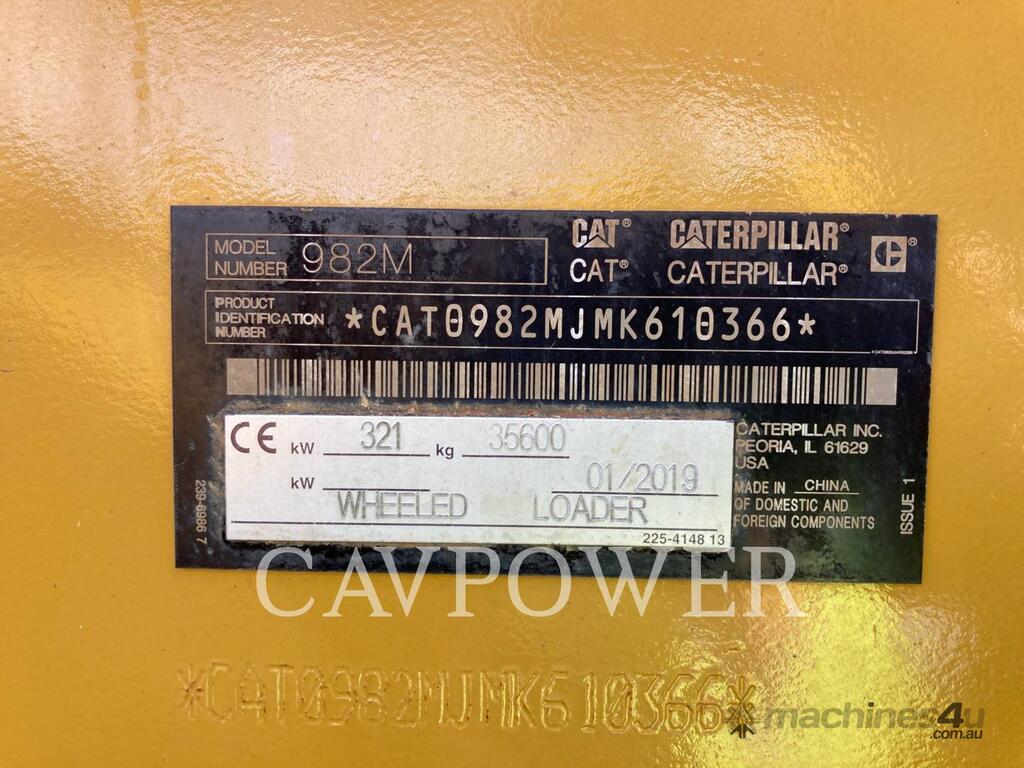 MODEL NUMBER 982M
CAT® CATERPILLAR®
CAT® CATERPILLAR®
PRODUCT IDENTIFICATION NUMBER *CAT0982MJMK610366*
CE kW 321 kg 35600
kW 01/2019
WHEELED LOADER
225-4148 13
239-6986 7
CATERPILLAR INC.
PEORIA, IL 61629
USA
MADE IN CHINA
OF DOMESTIC AND
FOREIGN COMPONENTS
ISSUE 1
CAVPOWER
*CAT0982MJMK610366*
machines4u
.com.au